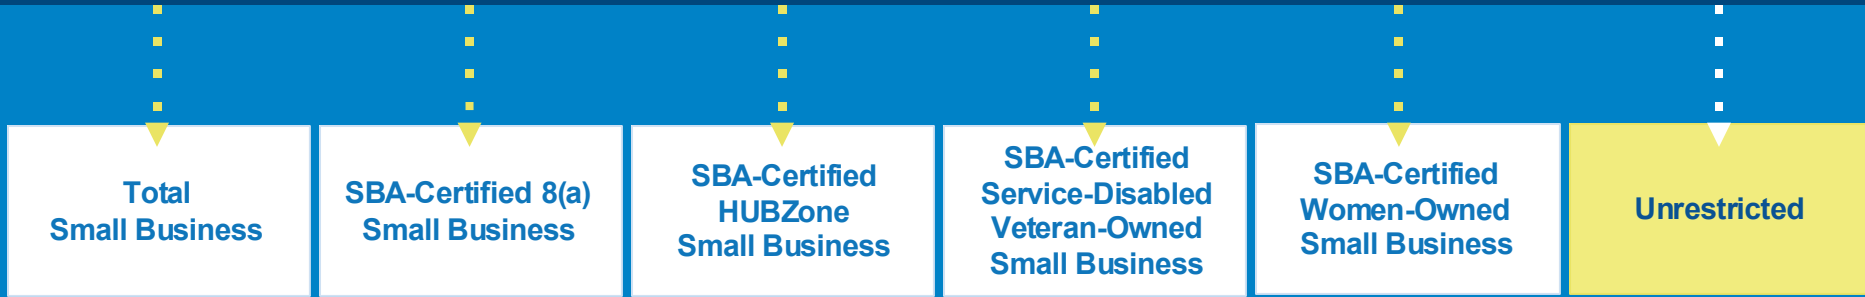 Total
Small Business
SBA-Certified 8(a)
Small Business
SBA-Certified
HUBZone
Small Business
SBA-Certified
Service-Disabled
Veteran-Owned
Small Business
SBA-Certified
Women-Owned
Small Business
Unrestricted